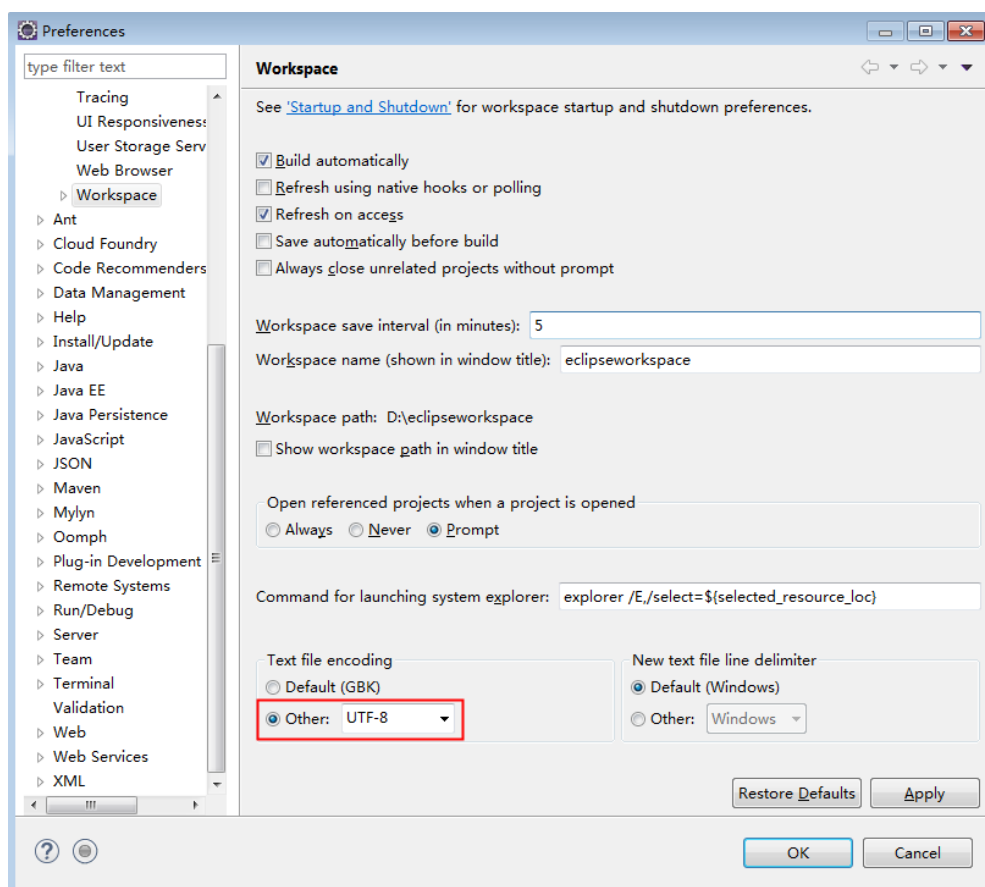 Preferences
type filter text
Tracing
UI Responsiveness
User Storage Serv
Web Browser
Workspace
Ant
Cloud Foundry
Code Recommenders
Data Management
Help
Install/Update
Java
Java EE
Java Persistence
JavaScript
JSON
Maven
Mylyn
Oomph
Plug-in Development
Remote Systems
Run/Debug
Server
Team
Terminal
Validation
Web
Web Services
XML
Workspace
See 'Startup and Shutdown' for workspace startup and shutdown preferences.
Build automatically
Refresh using native hooks or polling
Refresh on access
Save automatically before build
Always close unrelated projects without prompt
Workspace save interval (in minutes): 5
Workspace name (shown in window title): eclipseworkspace
Workspace path: D:\eclipseworkspace
Show workspace path in window title
Open referenced projects when a project is opened
Always Never Prompt
Command for launching system explorer: explorer /E,/select=${selected_resource_loc}
Text file encoding
Default (GBK)
Other: UTF-8
New text file line delimiter
Default (Windows)
Other: Windows
Restore Defaults Apply
? OK Cancel